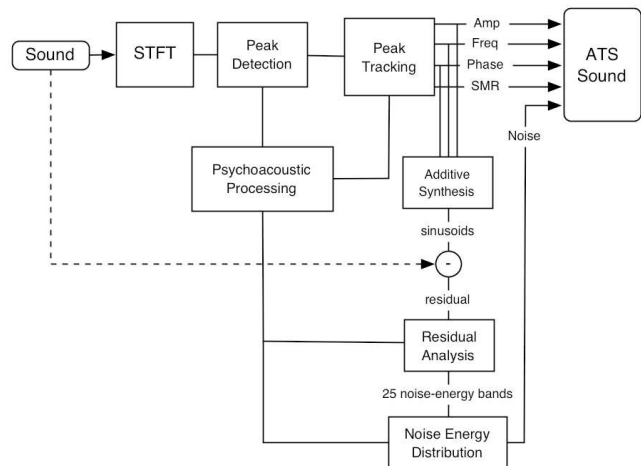 Sound
STFT
Peak
Detection
Peak
Tracking
Amp
Freq
Phase
SMR
Noise
ATS
Sound
Psychoacoustic
Processing
Additive
Synthesis
sinusoids
-
residual
Residual
Analysis
25 noise-energy bands
Noise Energy
Distribution